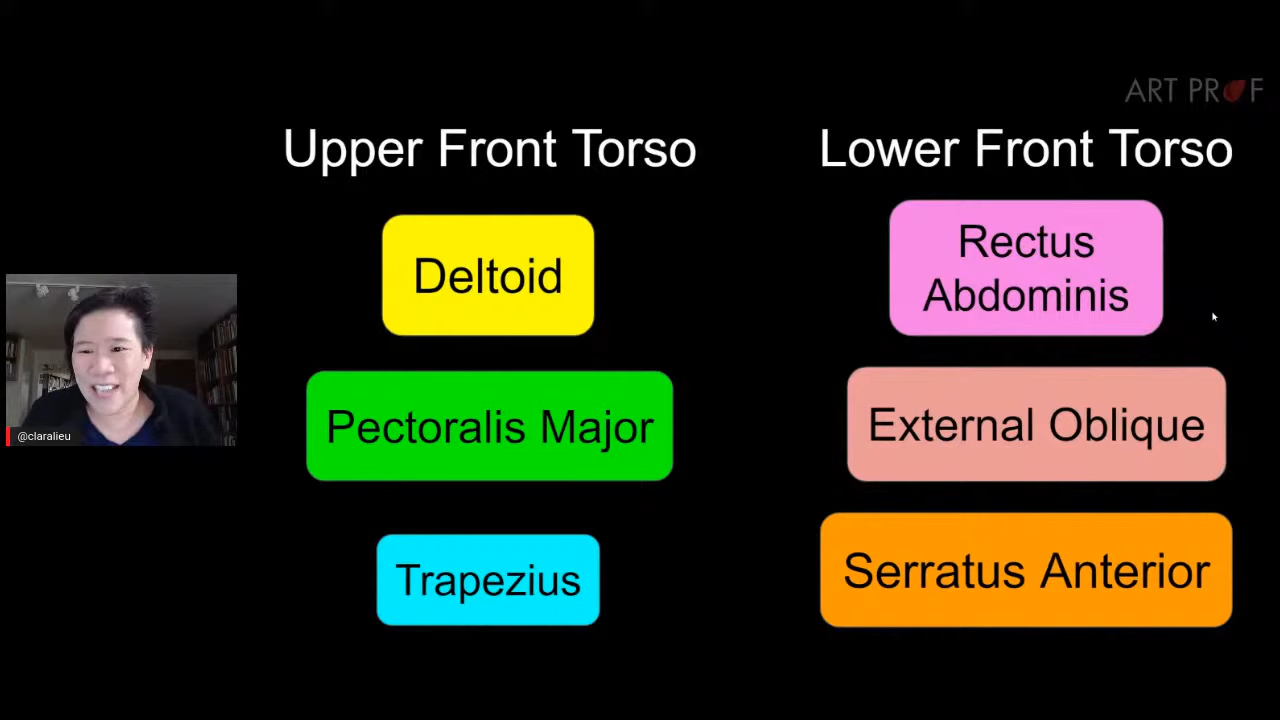 ART PROF
Upper Front Torso
Lower Front Torso
Deltoid
Rectus
Abdominis
Pectoralis Major
External Oblique
@claralieu
Trapezius
Serratus Anterior